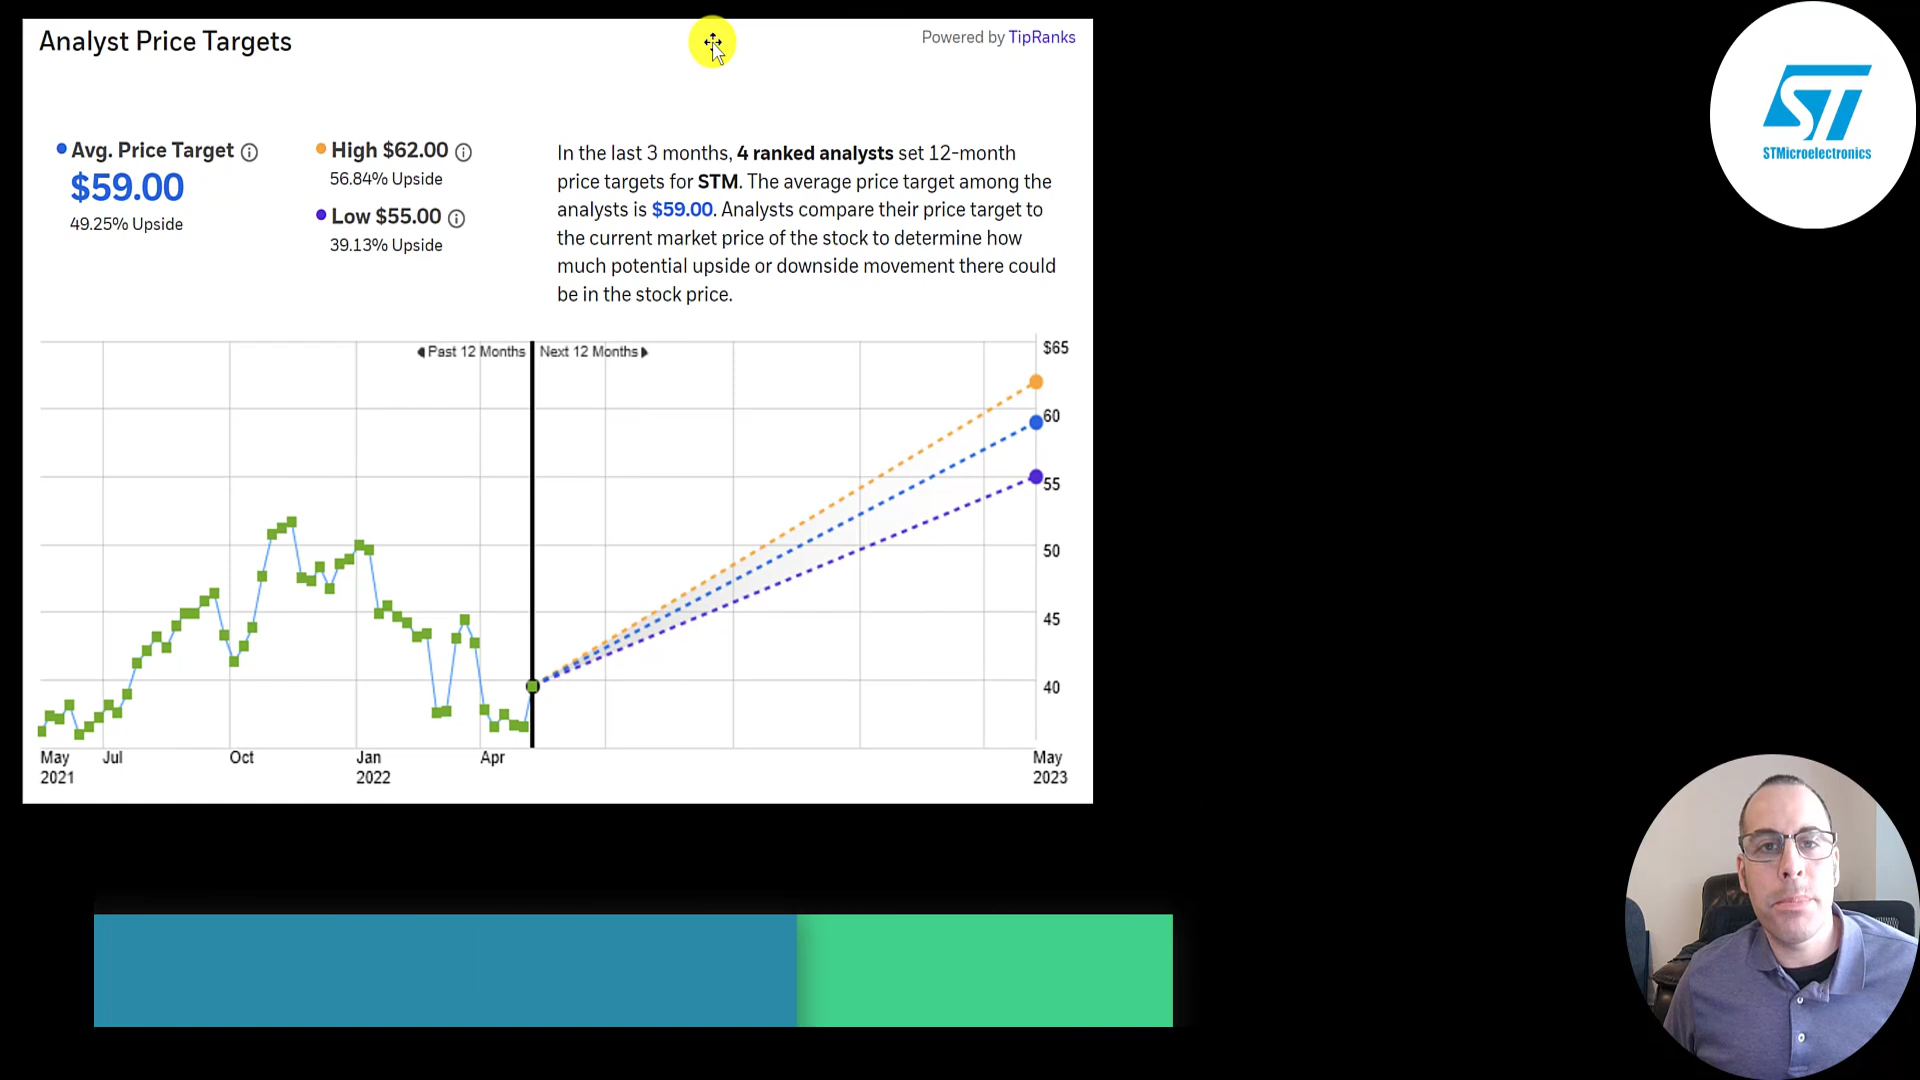 Analyst Price Targets
Powered by TipRanks
Avg. Price Target
$59.00
49.25% Upside
High $62.00
56.84% Upside
Low $55.00
39.13% Upside
In the last 3 months, 4 ranked analysts set 12-month
price targets for STM. The average price target among the
analysts is $59.00. Analysts compare their price target to
the current market price of the stock to determine how
much potential upside or downside movement there could
be in the stock price.
Past 12 Months
Next 12 Months
$65
60
55
50
45
40
May 2021
Jul
Oct
Jan 2022
Apr
May 2023
ST
STMicroelectronics